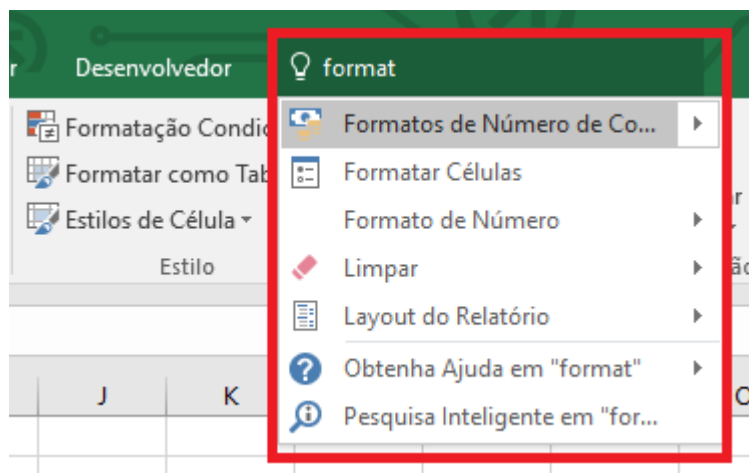 Desenvolvedor
format
Formatação Condic
Formatar como Tab
Estilos de Célula
Estilo
Formatos de Número de Co...
Formatar Células
Formato de Número
Limpar
Layout do Relatório
Obtenha Ajuda em "format"
Pesquisa Inteligente em "for...
J K